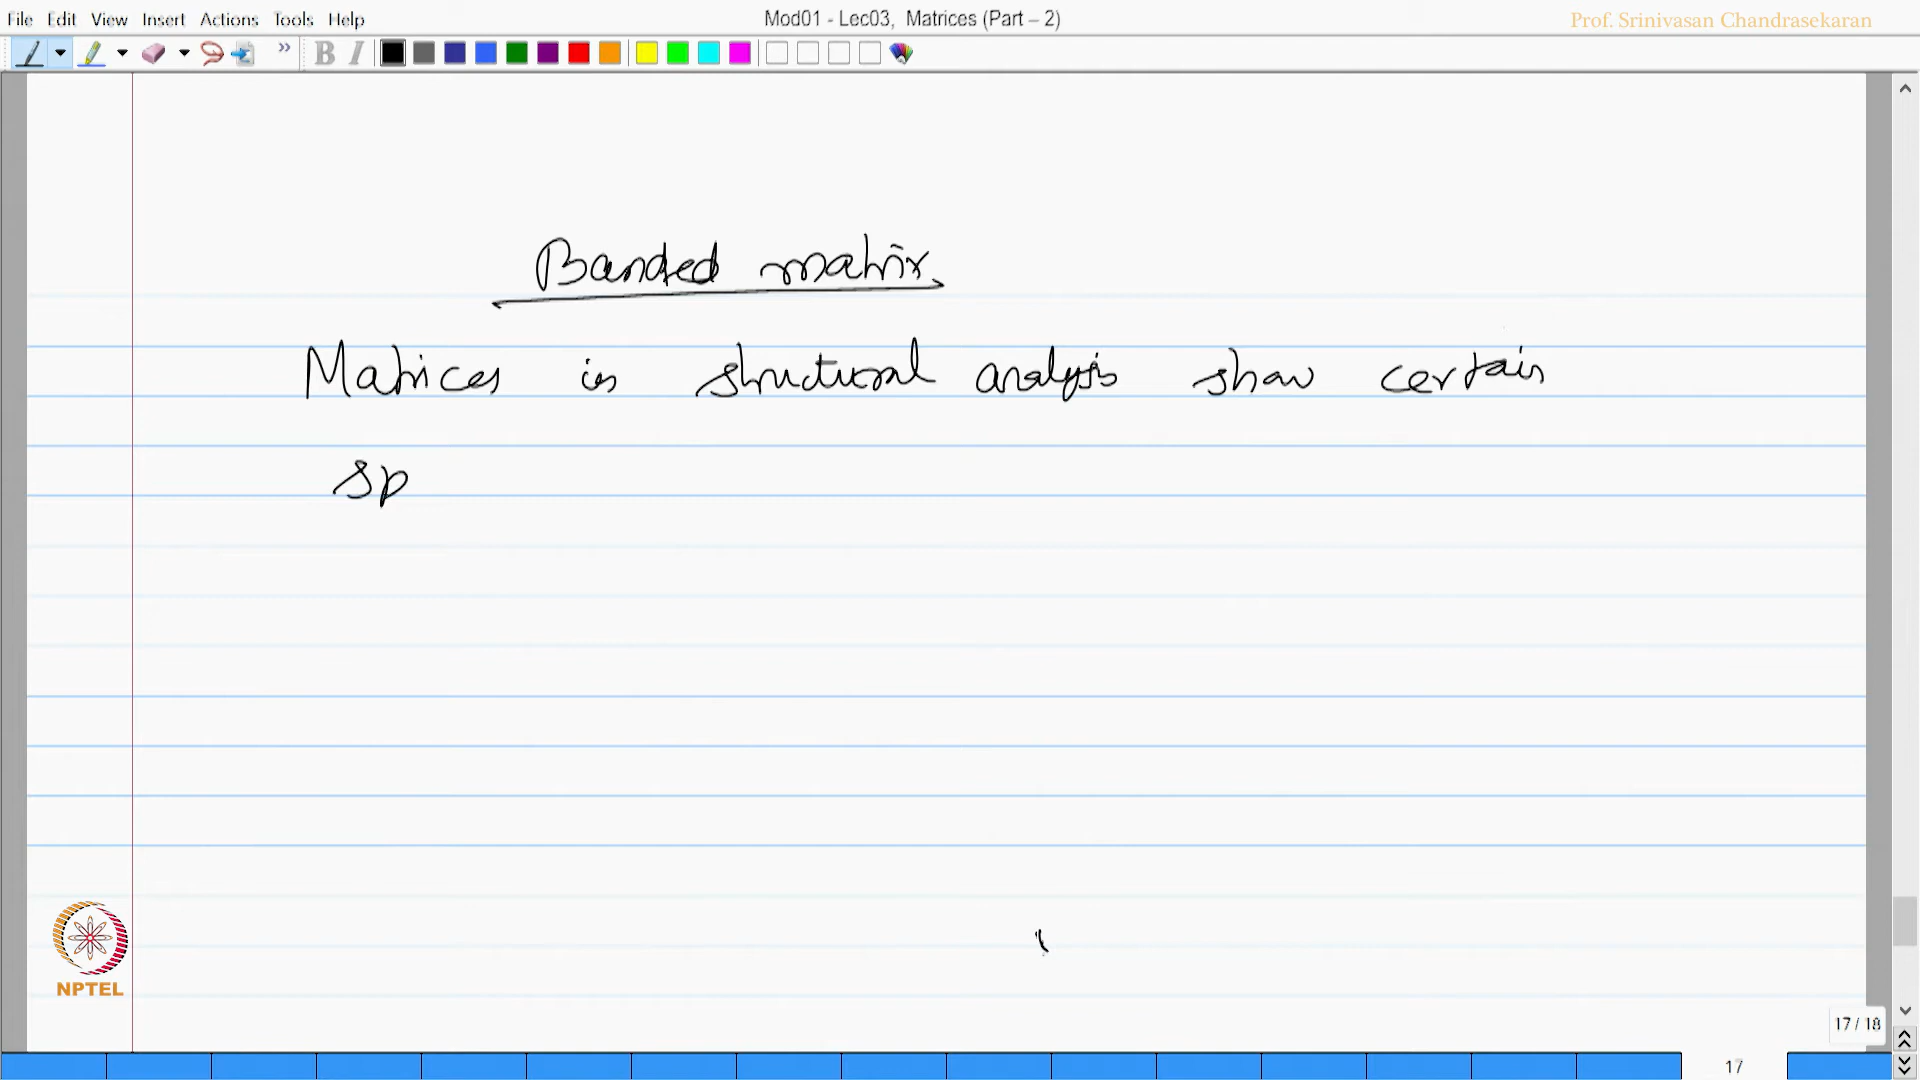 File Edit View Insert Actions Tools Help
Mod01 - Lec03, Matrices (Part – 2)
Prof. Srinivasan Chandrasekaran
B I
Banded matrix
Matrices in structural analysis show certain
sp
NPTEL
17 / 18
17